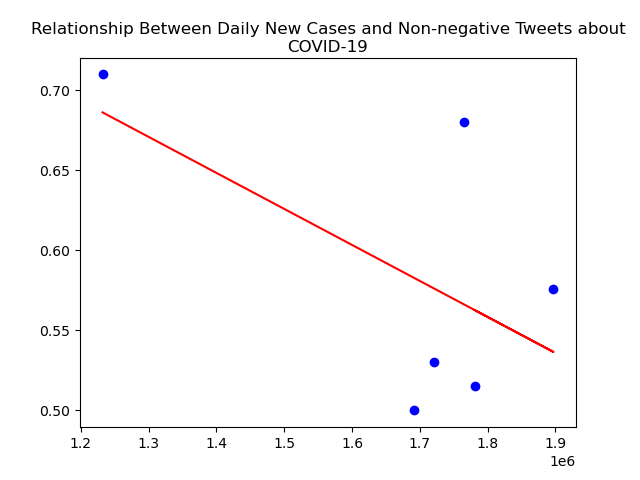 Relationship Between Daily New Cases and Non-negative Tweets about
COVID-19
0.70
0.65
0.60
0.55
0.50
1.2 1.3 1.4 1.5 1.6 1.7 1.8 1.9
1e6